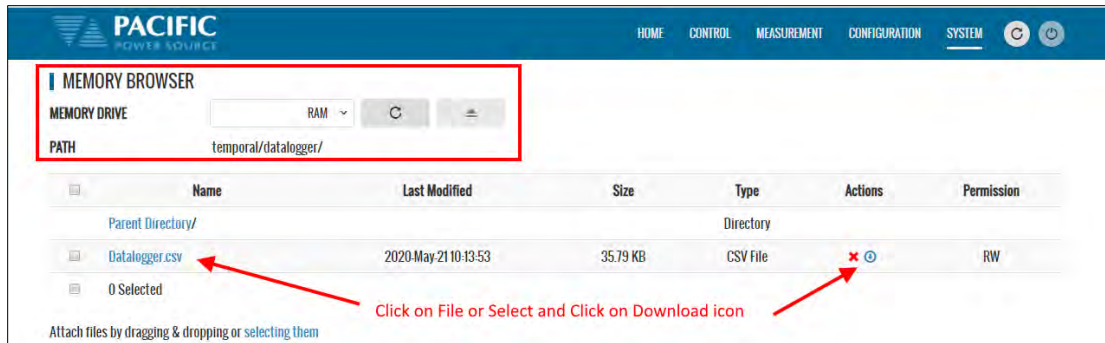 PACIFIC
POWER SOURCE
HOME CONTROL MEASUREMENT CONFIGURATION SYSTEM
MEMORY BROWSER
MEMORY DRIVE RAM
PATH temporal/datalogger/
Name Last Modified Size Type Actions Permission
Parent Directory/ Directory
Datalogger.csv 2020-May-21 10:13:53 35.79 KB CSV File RW
0 Selected
Click on File or Select and Click on Download icon
Attach files by dragging & dropping or selecting them